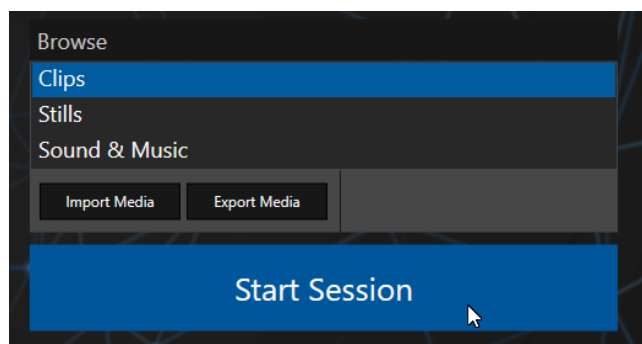 Browse
Clips
Stills
Sound & Music
Import Media Export Media
Start Session